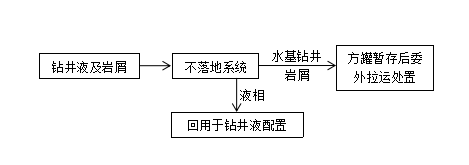 钻井液及岩屑
不落地系统
水基钻井
岩屑
方罐暂存后委
外拉运处置
液相
回用于钻井液配置